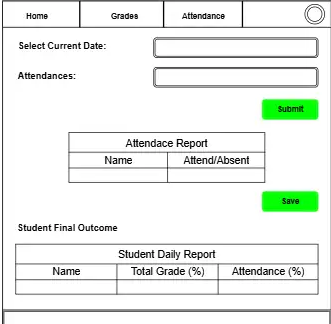 Home Grades Attendance
Select Current Date:
Attendances:
Submit
Attendace Report
Name Attend/Absent
Save
Student Final Outcome
Student Daily Report
Name Total Grade (%) Attendance (%)